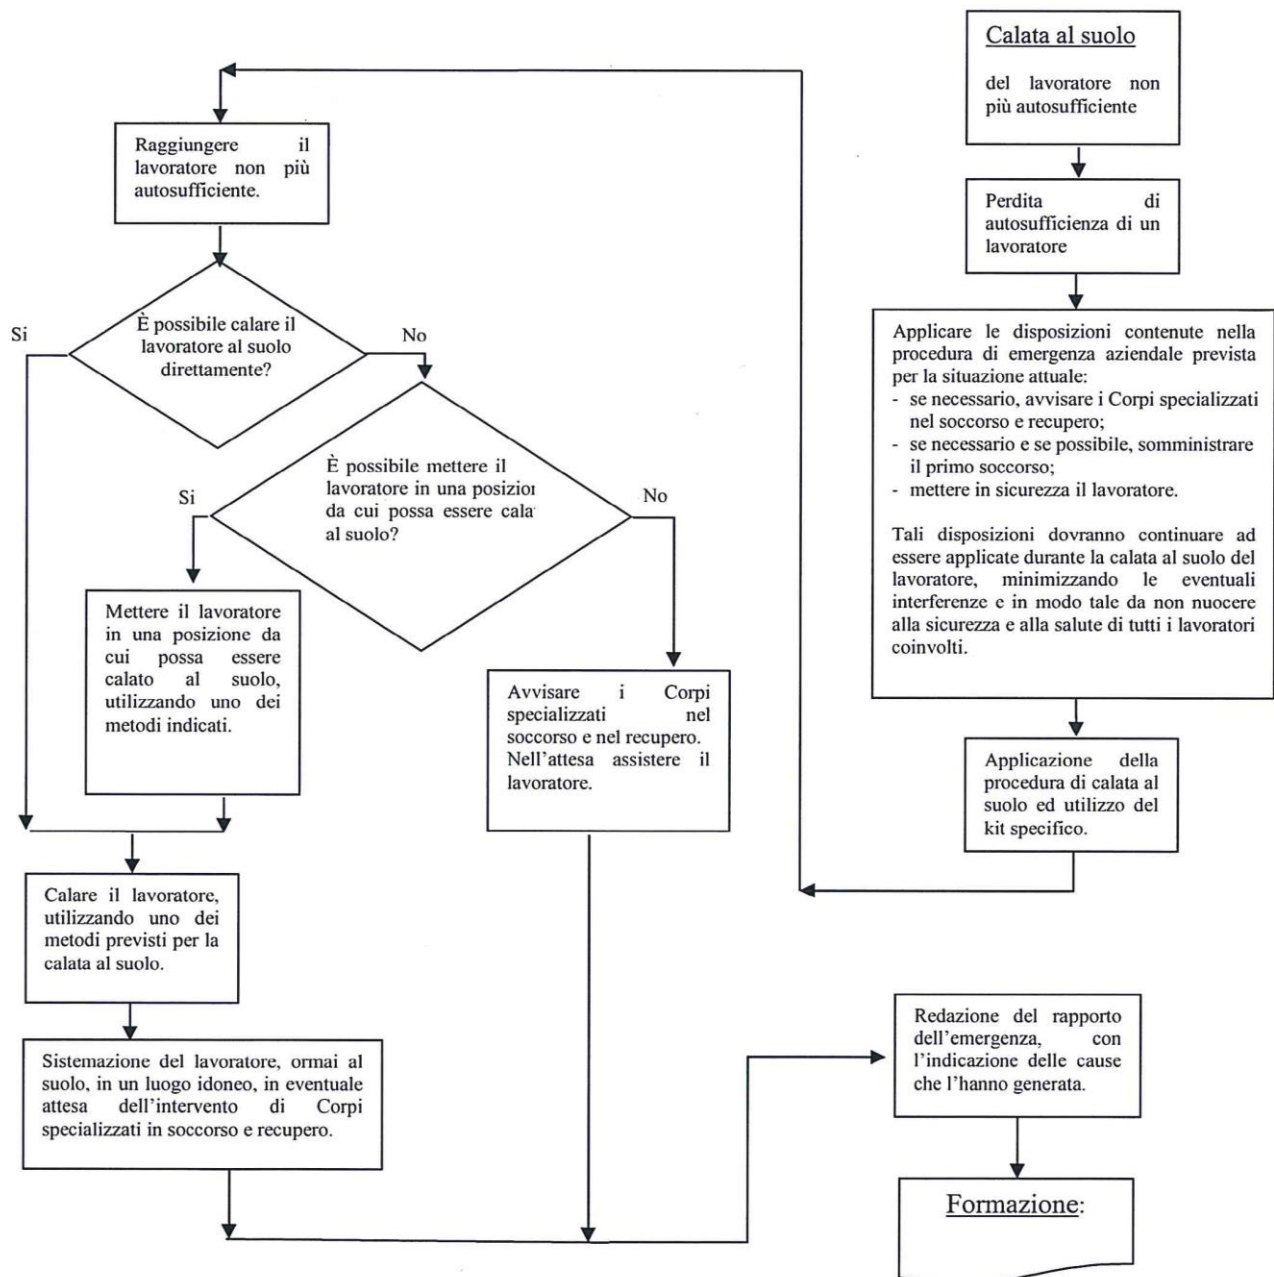 Calata al suolo
del lavoratore non
più autosufficiente
Perdita di
autosufficienza di un
lavoratore
Applicare le disposizioni contenute nella
procedura di emergenza aziendale prevista
per la situazione attuale:
- se necessario, avvisare i Corpi specializzati
nel soccorso e recupero;
- se necessario e se possibile, somministrare
il primo soccorso;
- mettere in sicurezza il lavoratore.
Tali disposizioni dovranno continuare ad
essere applicate durante la calata al suolo del
lavoratore, minimizzando le eventuali
interferenze e in modo tale da non nuocere
alla sicurezza e alla salute di tutti i lavoratori
coinvolti.
Applicazione della
procedura di calata al
suolo ed utilizzo del
kit specifico.
Raggiungere il
lavoratore non più
autosufficiente.
È possibile calare il
lavoratore al suolo
direttamente?
Si
No
È possibile mettere il
lavoratore in una posizion
da cui possa essere cala
al suolo?
Si
No
Mettere il lavoratore
in una posizione da
cui possa essere
calato al suolo,
utilizzando uno dei
metodi indicati.
Avvisare i Corpi
specializzati nel
soccorso e nel recupero.
Nell'attesa assistere il
lavoratore.
Calare il lavoratore,
utilizzando uno dei
metodi previsti per la
calata al suolo.
Sistemazione del lavoratore, ormai al
suolo, in un luogo idoneo, in eventuale
attesa dell'intervento di Corpi
specializzati in soccorso e recupero.
Redazione del rapporto
dell'emergenza, con
l'indicazione delle cause
che l'hanno generata.
Formazione: